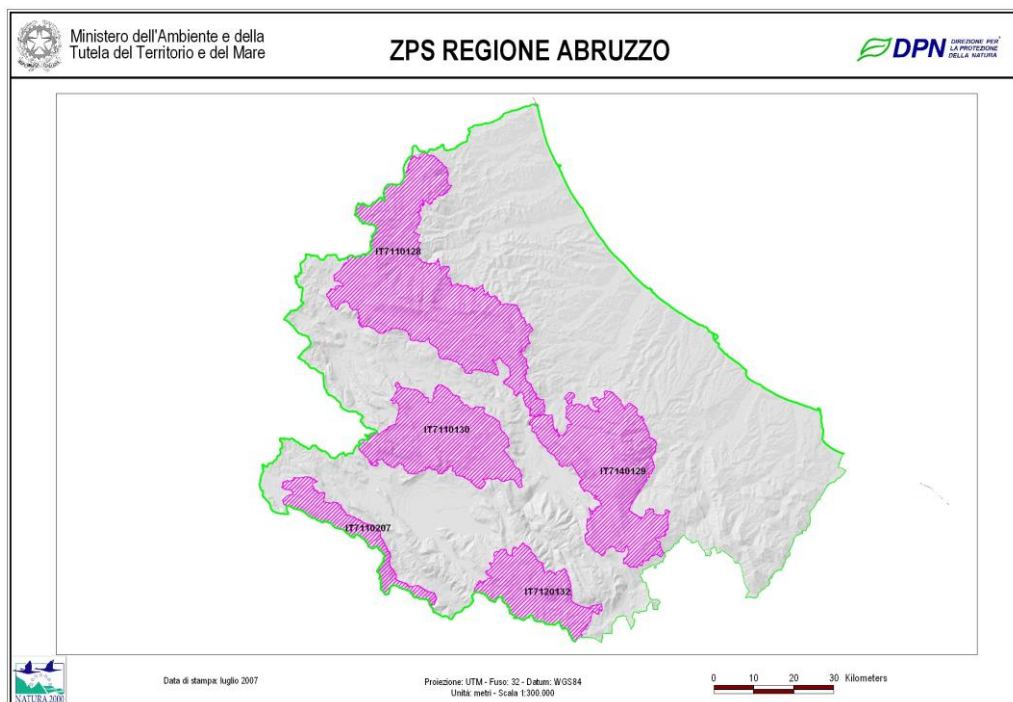 Ministero dell'Ambiente e della
Tutela del Territorio e del Mare
ZPS REGIONE ABRUZZO
DPN
DIREZIONE PER
LA PROTEZIONE
DELLA NATURA
IT7110128
IT7110130
IT7140129
IT7110207
IT7120132
NATURA 2000
Data di stampa: luglio 2007
Proiezione: UTM - Fuso: 32 - Datum: WGS84
Unità: metri - Scala 1:300.000
0 5 10 20 30 Kilometers